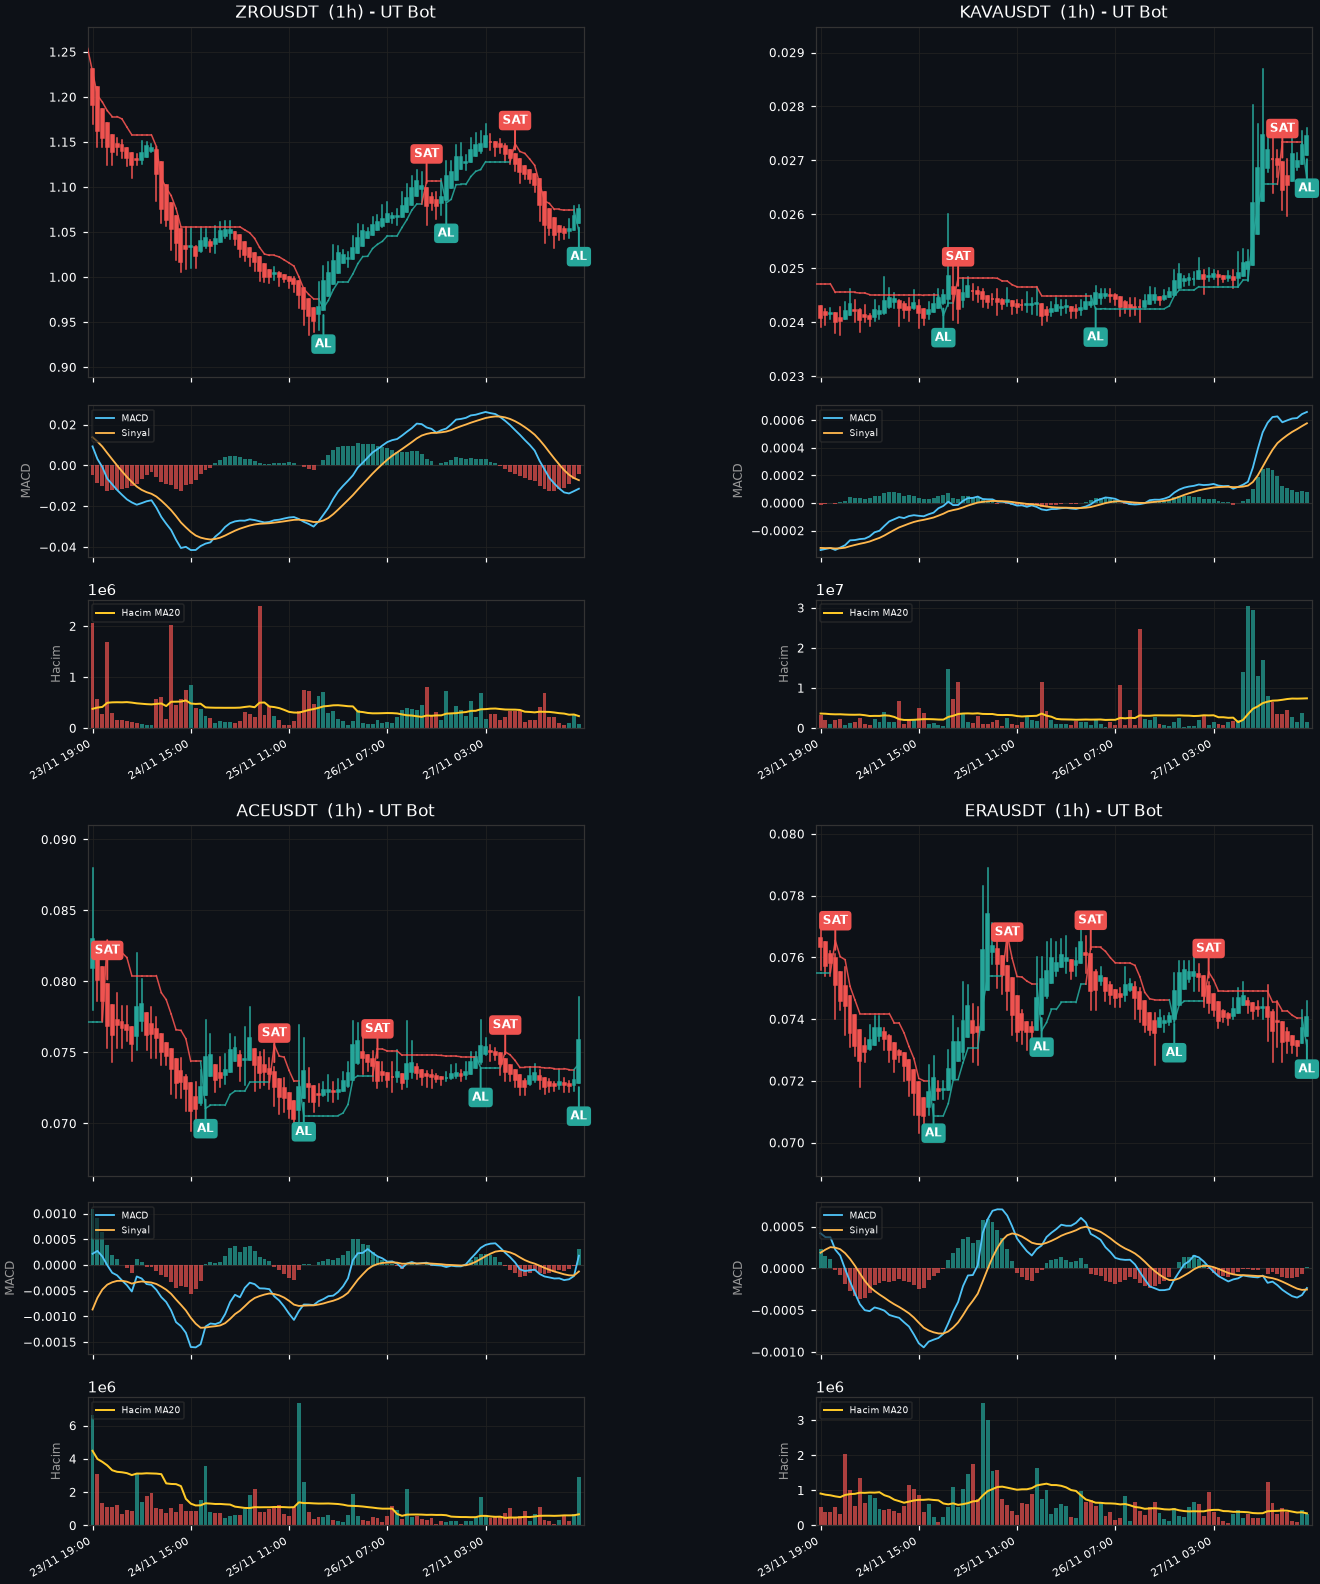 ZROUSDT (1h) - UT Bot
1.25
1.20
1.15
1.10
1.05
1.00
0.95
0.90
SAT
SAT
AL
AL
AL
MACD
Sinyal
MACD
0.02
0.00
−0.02
−0.04
1e6
Hacim MA20
Hacim
2
1
0
23/11 19:00
24/11 15:00
25/11 11:00
26/11 07:00
27/11 03:00
KAVAUSDT (1h) - UT Bot
0.029
0.028
0.027
0.026
0.025
0.024
0.023
SAT
AL
SAT
AL
AL
MACD
Sinyal
MACD
0.0006
0.0004
0.0002
0.0000
−0.0002
1e7
Hacim MA20
Hacim
3
2
1
0
23/11 19:00
24/11 15:00
25/11 11:00
26/11 07:00
27/11 03:00
ACEUSDT (1h) - UT Bot
0.090
0.085
0.080
0.075
0.070
SAT
SAT
SAT
SAT
AL
AL
AL
AL
MACD
Sinyal
MACD
0.0010
0.0005
0.0000
−0.0005
−0.0010
−0.0015
1e6
Hacim MA20
Hacim
6
4
2
0
23/11 19:00
24/11 15:00
25/11 11:00
26/11 07:00
27/11 03:00
ERAUSDT (1h) - UT Bot
0.080
0.078
0.076
0.074
0.072
0.070
SAT
SAT
SAT
SAT
AL
AL
AL
AL
MACD
Sinyal
MACD
0.0005
0.0000
−0.0005
−0.0010
1e6
Hacim MA20
Hacim
3
2
1
0
23/11 19:00
24/11 15:00
25/11 11:00
26/11 07:00
27/11 03:00